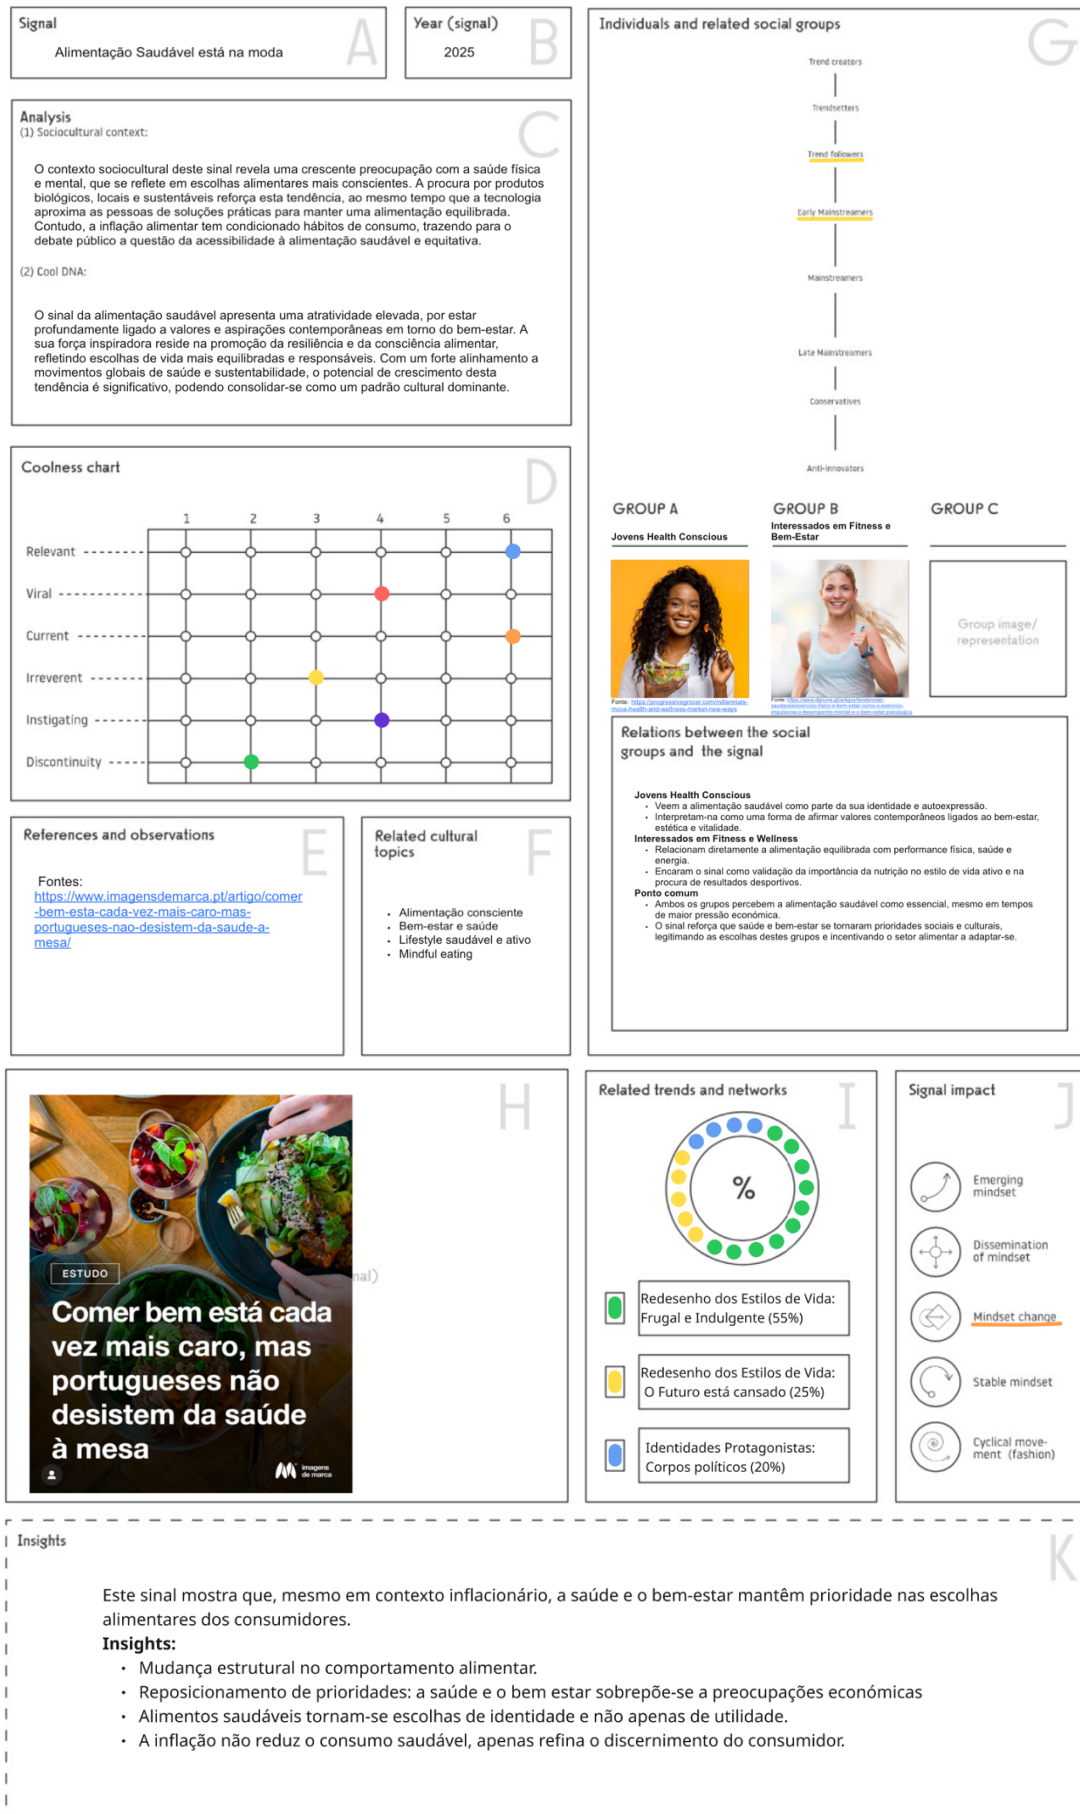 Signal
A
Alimentação Saudável está na moda
Year (signal)
B
2025
Analysis
C
(1) Sociocultural context:
O contexto sociocultural deste sinal revela uma crescente preocupação com a saúde física
e mental, que se reflete em escolhas alimentares mais conscientes. A procura por produtos
biológicos, locais e sustentáveis reforça esta tendência, ao mesmo tempo que a tecnologia
aproxima as pessoas de soluções práticas para manter uma alimentação equilibrada.
Contudo, a inflação alimentar tem condicionado hábitos de consumo, trazendo para o
debate público a questão da acessibilidade à alimentação saudável e equitativa.
(2) Cool DNA:
O sinal da alimentação saudável apresenta uma atratividade elevada, por estar
profundamente ligado a valores e aspirações contemporâneas em torno do bem-estar. A
sua força inspiradora reside na promoção da resiliência e da consciência alimentar,
refletindo escolhas de vida mais equilibradas e responsáveis. Com um forte alinhamento a
movimentos globais de saúde e sustentabilidade, o potencial de crescimento desta
tendência é significativo, podendo consolidar-se como um padrão cultural dominante.
Coolness chart
D
1 2 3 4 5 6
Relevant
Viral
Current
Irreverent
Instigating
Discontinuity
References and observations
E
Fontes:
https://www.imagensdemarca.pt/artigo/comer
-bem-esta-cada-vez-mais-caro-mas-
portugueses-nao-desistem-da-saude-a-
mesa/
Related cultural
topics
F
• Alimentação consciente
• Bem-estar e saúde
• Lifestyle saudável e ativo
• Mindful eating
Individuals and related social groups
G
Trend creators
Trendsetters
Trend followers
Early Mainstreamers
Mainstreamers
Late Mainstreamers
Conservatives
Anti-Innovators
GROUP A
Jovens Health Conscious
GROUP B
Interessados em Fitness e
Bem-Estar
GROUP C
Group image/
representation
Fonte: https://progressivegrocer.com/millennials-
move-health-and-wellness-market-new-ways
Relations between the social
groups and the signal
Jovens Health Conscious
• Veem a alimentação saudável como parte da sua identidade e autoexpressão.
• Interpretam-na como uma forma de afirmar valores contemporâneos ligados ao bem-estar,
estética e vitalidade.
Interessados em Fitness e Wellness
• Relacionam diretamente a alimentação equilibrada com performance física, saúde e
energia.
• Encaram o sinal como validação da importância da nutrição no estilo de vida ativo e na
procura de resultados desportivos.
Ponto comum
• Ambos os grupos percebem a alimentação saudável como essencial, mesmo em tempos
de maior pressão económica.
• O sinal reforça que saúde e bem-estar se tornaram prioridades sociais e culturais,
legitimando as escolhas destes grupos e incentivando o setor alimentar a adaptar-se.
H
nal)
ESTUDO
Comer bem está cada
vez mais caro, mas
portugueses não
desistem da saúde
à mesa
imagens
de marca
Related trends and networks
I
%
Redesenho dos Estilos de Vida:
Frugal e Indulgente (55%)
Redesenho dos Estilos de Vida:
O Futuro está cansado (25%)
Identidades Protagonistas:
Corpos políticos (20%)
Signal impact
J
Emerging
mindset
Dissemination
of mindset
Mindset change
Stable mindset
Cyclical move-
ment (fashion)
Insights
K
Este sinal mostra que, mesmo em contexto inflacionário, a saúde e o bem-estar mantêm prioridade nas escolhas
alimentares dos consumidores.
Insights:
• Mudança estrutural no comportamento alimentar.
• Reposicionamento de prioridades: a saúde e o bem estar sobrepõe-se a preocupações económicas
• Alimentos saudáveis tornam-se escolhas de identidade e não apenas de utilidade.
• A inflação não reduz o consumo saudável, apenas refina o discernimento do consumidor.